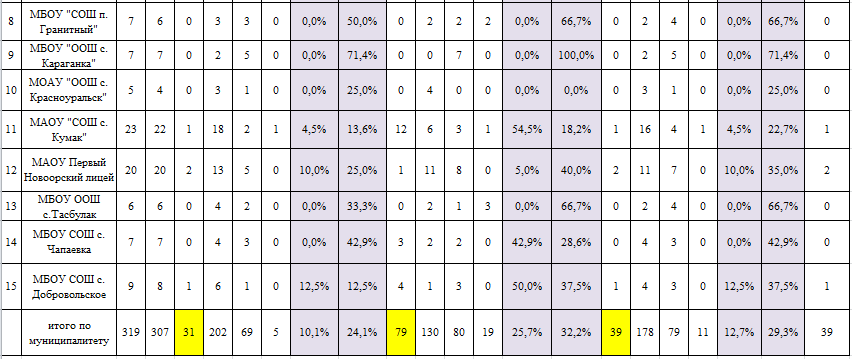 8 МБОУ "СОШ п. Гранитный" 7 6 0 3 3 0 0,0% 50,0% 0 2 2 2 0,0% 66,7% 0 2 4 0 0,0% 66,7% 0
9 МБОУ "ООШ с. Караганка" 7 7 0 2 5 0 0,0% 71,4% 0 0 7 0 0,0% 100,0% 0 2 5 0 0,0% 71,4% 0
10 МОАУ "ООШ с. Красноуральск" 5 4 0 3 1 0 0,0% 25,0% 0 4 0 0 0,0% 0,0% 0 3 1 0 0,0% 25,0% 0
11 МАОУ "СОШ с. Кумак" 23 22 1 18 2 1 4,5% 13,6% 12 6 3 1 54,5% 18,2% 1 16 4 1 4,5% 22,7% 1
12 МАОУ Первый Новоорский лицей 20 20 2 13 5 0 10,0% 25,0% 1 11 8 0 5,0% 40,0% 2 11 7 0 10,0% 35,0% 2
13 МБОУ ООШ с.Тасбулак 6 6 0 4 2 0 0,0% 33,3% 0 2 1 3 0,0% 66,7% 0 2 4 0 0,0% 66,7% 0
14 МБОУ СОШ с. Чапаевка 7 7 0 4 3 0 0,0% 42,9% 3 2 2 0 42,9% 28,6% 0 4 3 0 0,0% 42,9% 0
15 МБОУ СОШ с. Добровольское 9 8 1 6 1 0 12,5% 12,5% 4 1 3 0 50,0% 37,5% 1 4 3 0 12,5% 37,5% 1
итого по муниципалитету 319 307 31 202 69 5 10,1% 24,1% 79 130 80 19 25,7% 32,2% 39 178 79 11 12,7% 29,3% 39